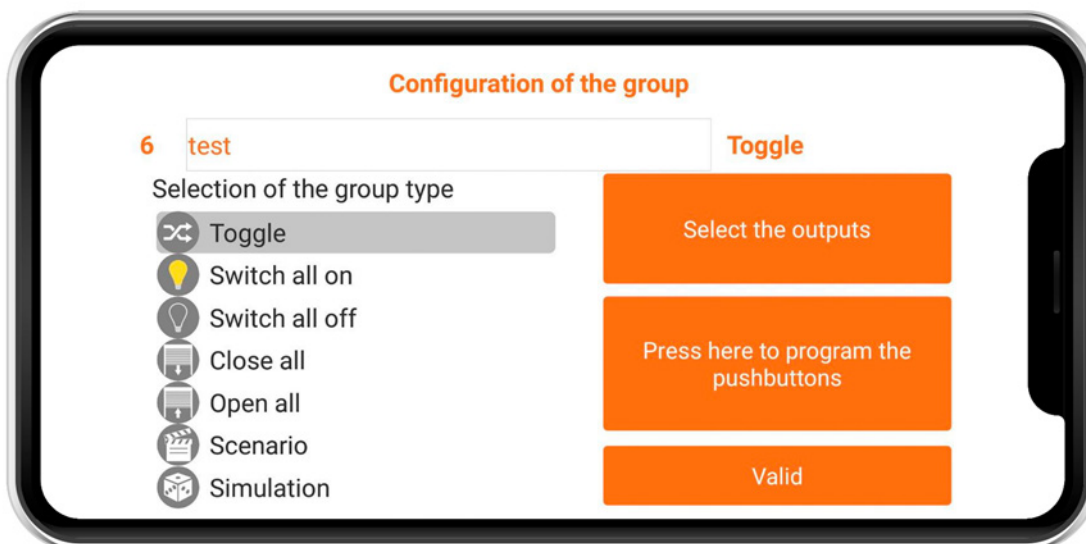 Configuration of the group
6 test Toggle
Selection of the group type
Toggle
Switch all on
Switch all off
Close all
Open all
Scenario
Simulation
Select the outputs
Press here to program the
pushbuttons
Valid